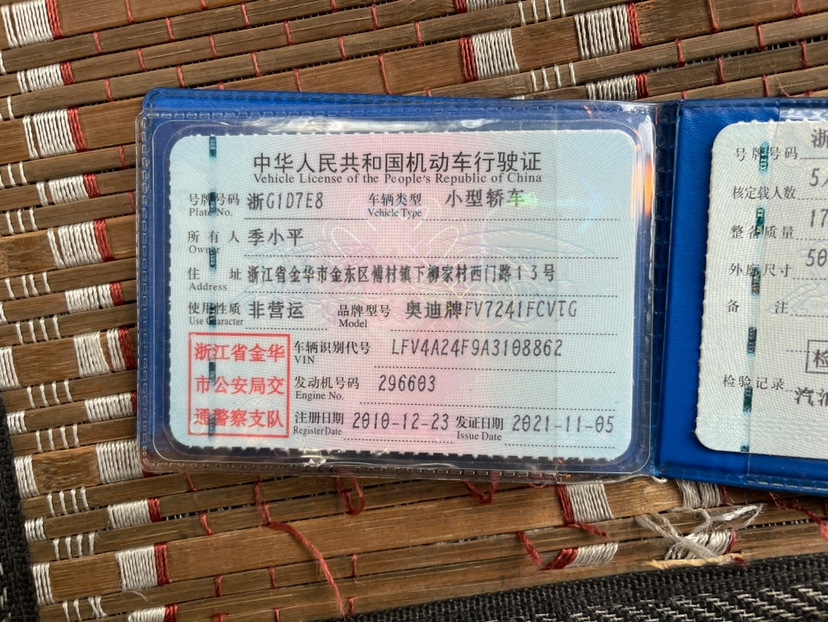 中华人民共和国机动车行驶证
Vehicle License of the People's Republic of China
号牌号码 浙G1D7E8 车辆类型 小型轿车
Plate No. Vehicle Type
所有人 季小平
Owner
住址 浙江省金华市金东区傅村镇下柳家村西门路13号
Address
使用性质 非营运 品牌型号 奥迪牌FV7241FCVTG
Use Character Model
浙江省金华
市公安局交
通警察支队
车辆识别代号 LFV4A24F9A3108862
VIN
发动机号码 296603
Engine No.
注册日期 2010-12-23 发证日期 2021-11-05
Register Date Issue Date
号牌号码 浙
核定载人数 5
整备质量 17
外廓尺寸 50
备注
检
检验记录 汽油